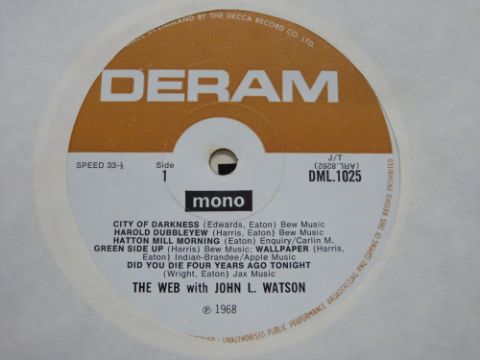 IN ENGLAND BY THE DECCA RECORD CO. LTD.
DERAM
SPEED 33-⅓
Side
1
J/T
(ARL.8262)
DML.1025
mono
CITY OF DARKNESS (Edwards, Eaton) Bew Music
HAROLD DUBBLEYEW (Harris, Eaton) Bew Music
HATTON MILL MORNING (Eaton) Enquiry/Carlin M.
GREEN SIDE UP (Harris) Bew Music; WALLPAPER (Harris,
Eaton) Indian-Brandee/Apple Music
DID YOU DIE FOUR YEARS AGO TONIGHT
(Wright, Eaton) Jax Music
THE WEB with JOHN L. WATSON
℗ 1968
UNAUTHORISED PUBLIC PERFORMANCE BROADCASTING AND COPYING OF THIS RECORD PROHIBITED